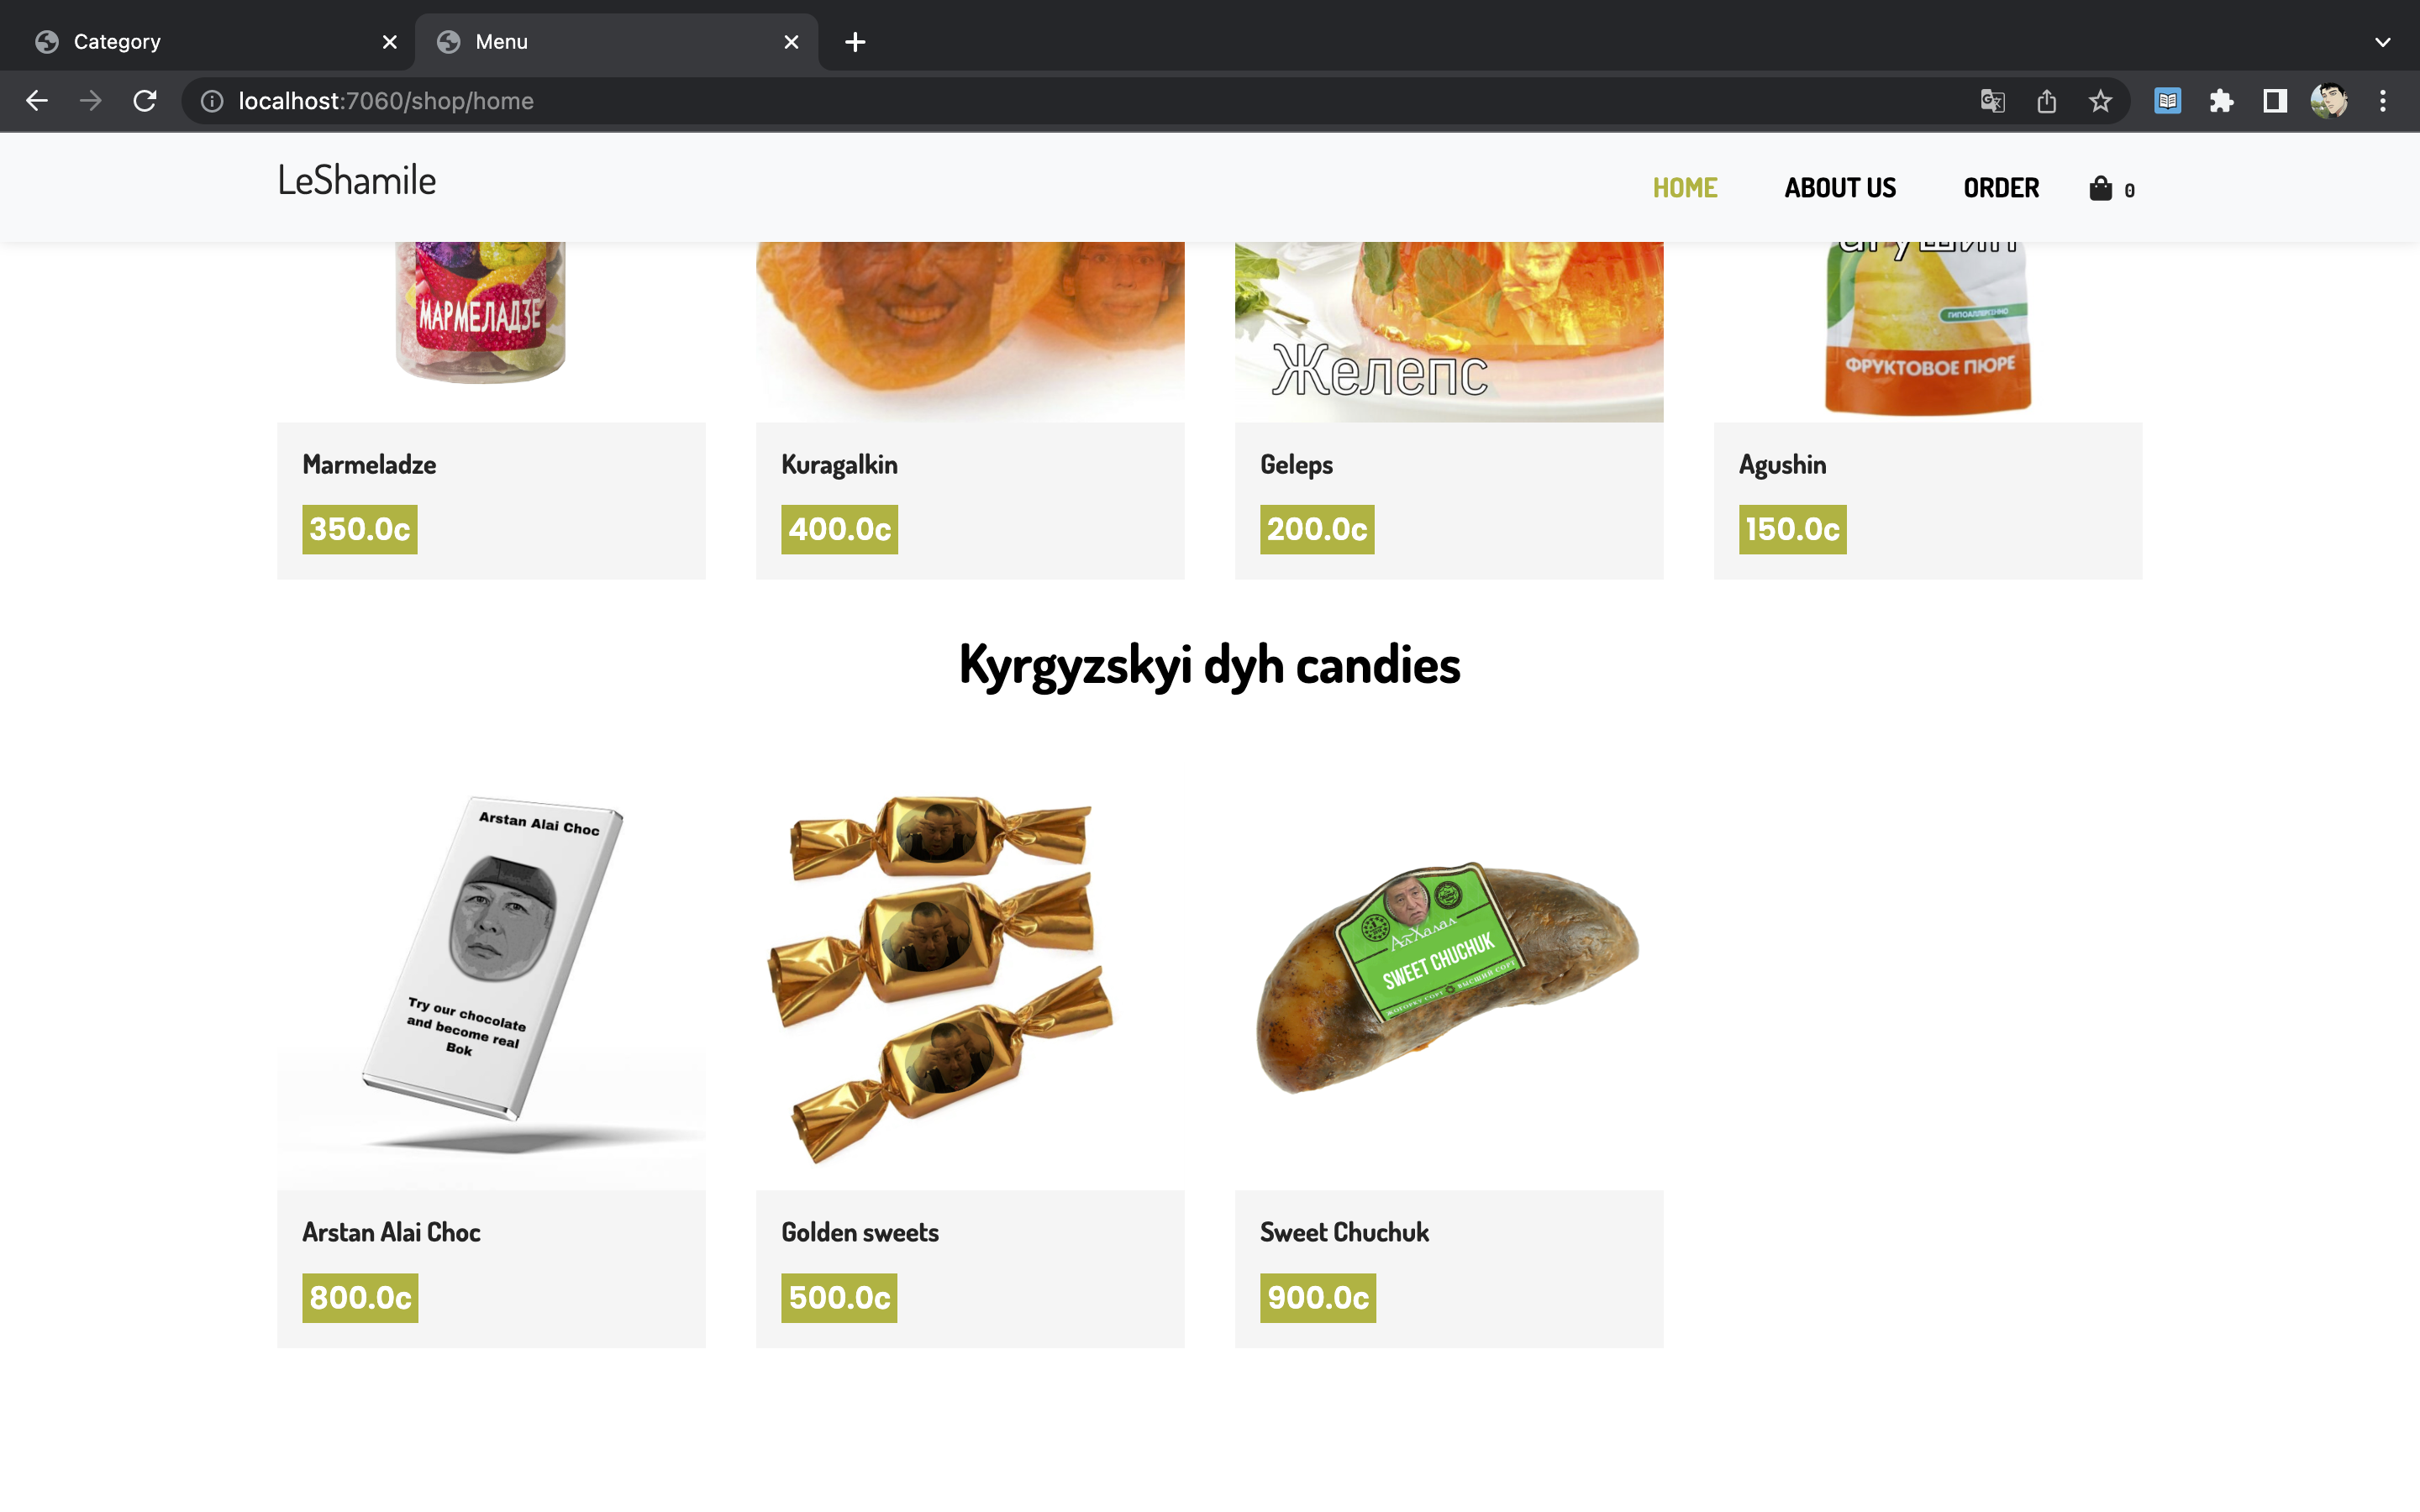 Category
Menu
localhost:7060/shop/home
LeShamile
HOME
ABOUT US
ORDER
0
МАРМЕЛАДЗЕ
Желепс
ГИПОАЛЛЕРГЕННО
ФРУКТОВОЕ ПЮРЕ
Marmeladze
Kuragalkin
Geleps
Agushin
350.0c
400.0c
200.0c
150.0c
Kyrgyzskyi dyh candies
Arstan Alai Choc
Try our chocolate
and become real
Bok
АлХалал
SWEET CHUCHUK
ВЫСШИЙ СОРТ
Arstan Alai Choc
Golden sweets
Sweet Chuchuk
800.0c
500.0c
900.0c